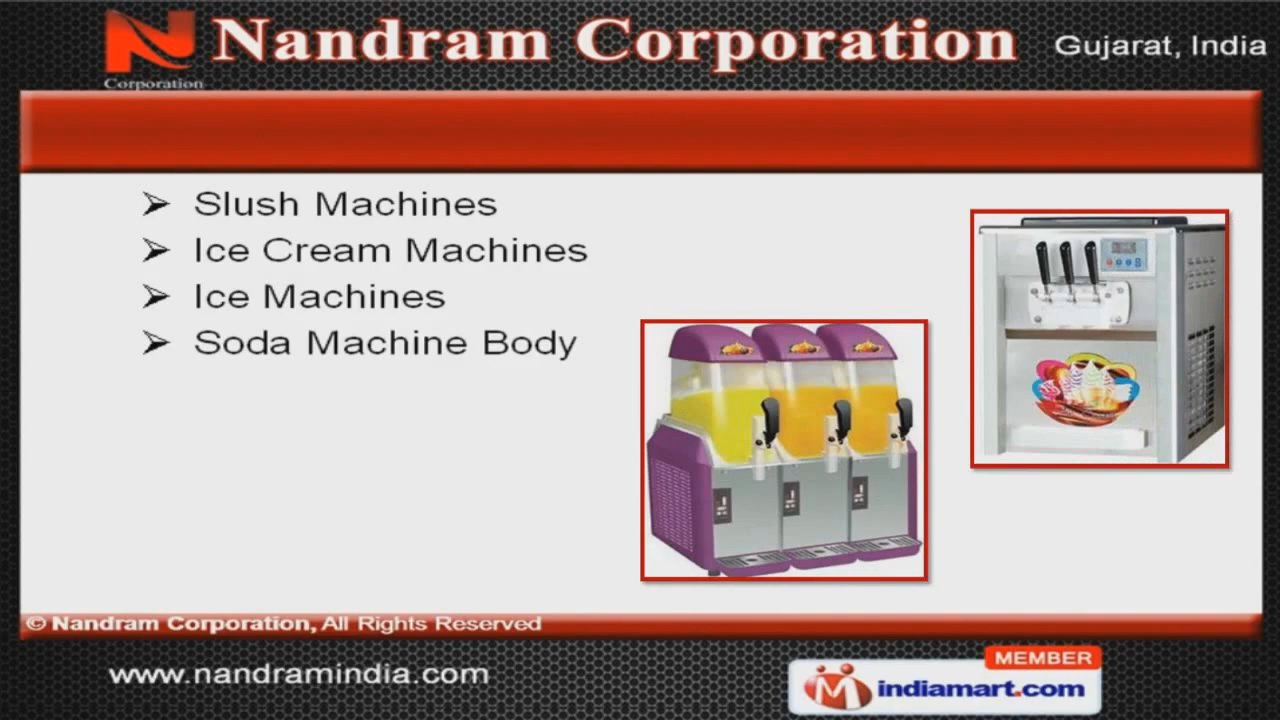 Nandram Corporation
Gujarat, India
Corporation
Slush Machines
Ice Cream Machines
Ice Machines
Soda Machine Body
© Nandram Corporation, All Rights Reserved
www.nandramindia.com
MEMBER
indiamart.com